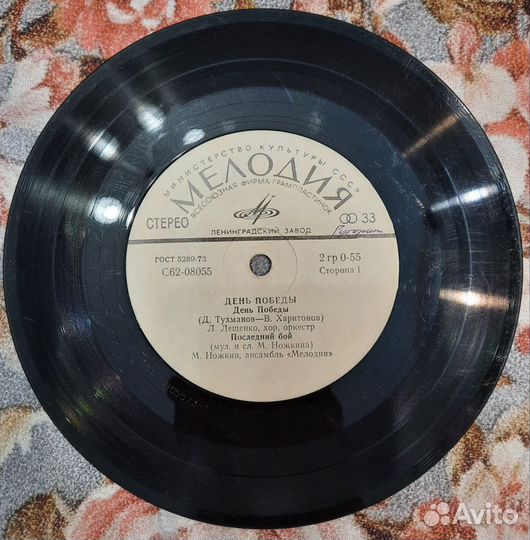 МИНИСТЕРСТВО КУЛЬТУРЫ СССР
МЕЛОДИЯ
ВСЕСОЮЗНАЯ ФИРМА ГРАМПЛАСТИНОК
СТЕРЕО
33
ЛЕНИНГРАДСКИЙ ЗАВОД
ГОСТ 5289-73
2 гр 0-55
С62-08055
Сторона 1
ДЕНЬ ПОБЕДЫ
День Победы
(Д. Тухманов—В. Харитонов)
Л. Лещенко, хор, оркестр
Последний бой
(муз. и сл. М. Ножкина)
М. Ножкин, ансамбль «Мелодия»
Avito